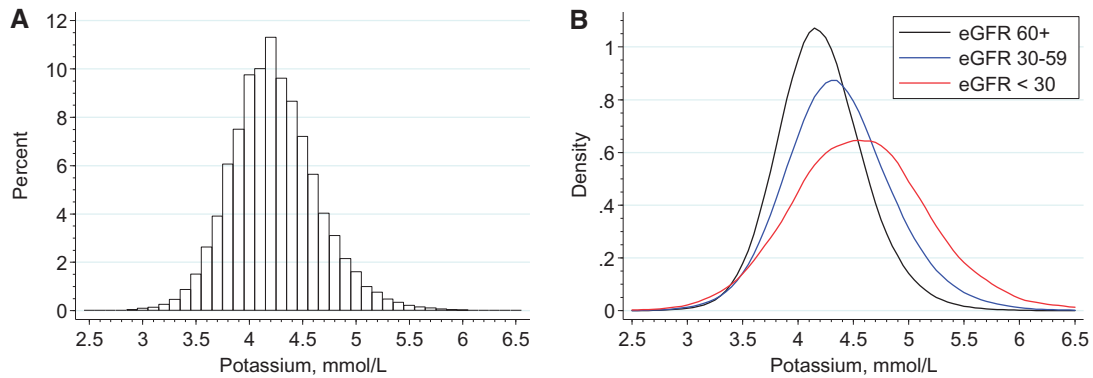 A
Percent
12
10
8
6
4
2
0
2.5 3 3.5 4 4.5 5 5.5 6 6.5
Potassium, mmol/L
B
Density
1
.8
.6
.4
.2
0
eGFR 60+
eGFR 30-59
eGFR < 30
2.5 3 3.5 4 4.5 5 5.5 6 6.5
Potassium, mmol/L